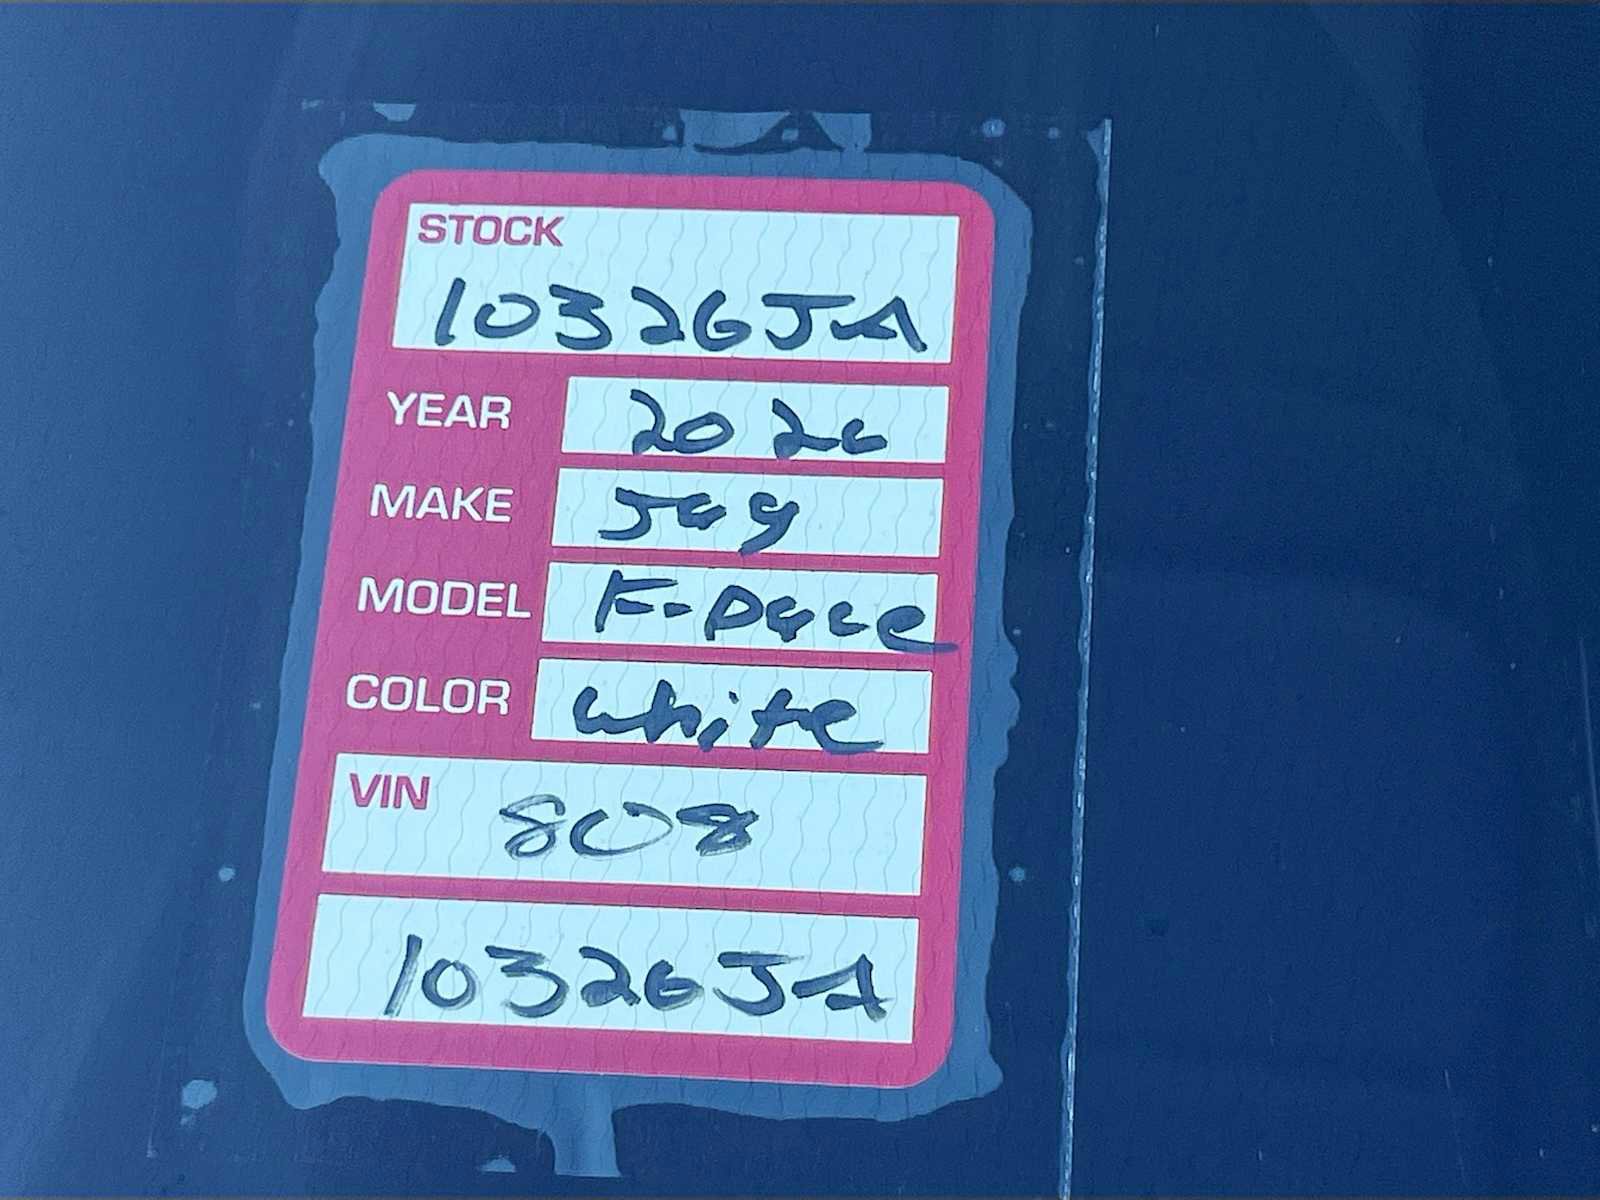 STOCK
10326JA
YEAR 2026
MAKE Jag
MODEL F-Pace
COLOR white
VIN 808
10326JA